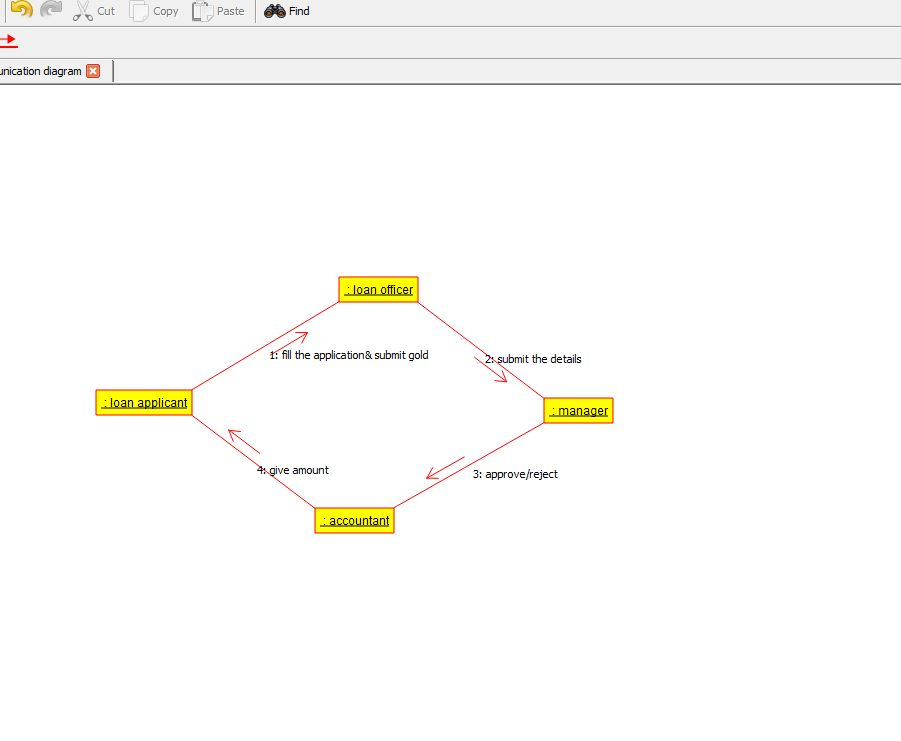 Cut Copy Paste Find
nication diagram
: loan officer
1: fill the application& submit gold
2: submit the details
: loan applicant
: manager
4: give amount
3: approve/reject
: accountant